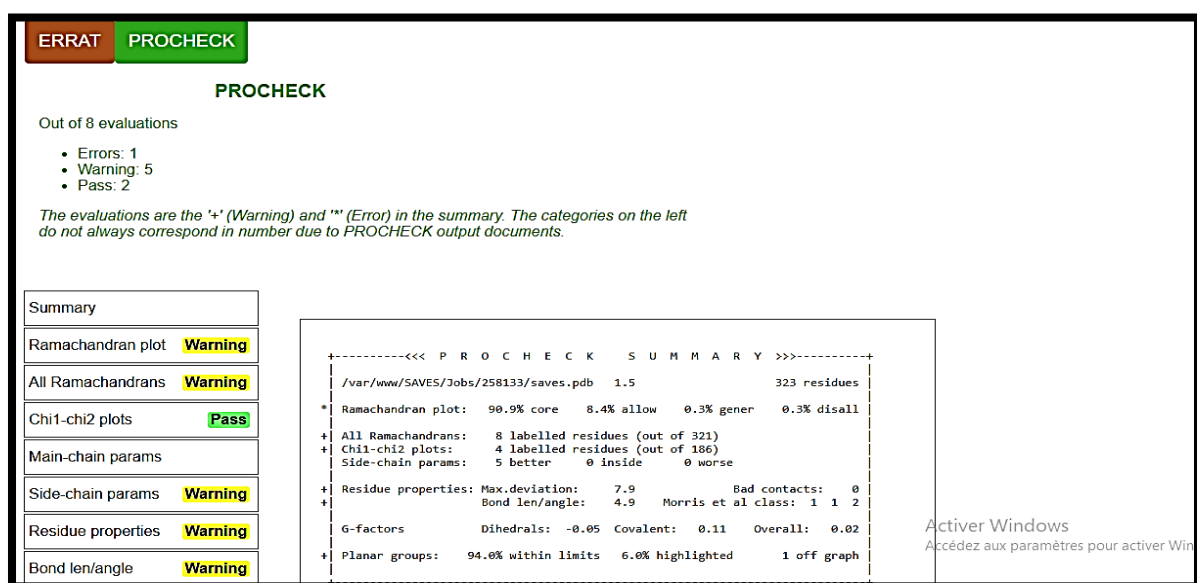 ERRAT PROCHECK
PROCHECK
Out of 8 evaluations
• Errors: 1
• Warning: 5
• Pass: 2
The evaluations are the '+' (Warning) and '*' (Error) in the summary. The categories on the left
do not always correspond in number due to PROCHECK output documents.
Summary
Ramachandran plot Warning
All Ramachandrans Warning
Chi1-chi2 plots Pass
Main-chain params
Side-chain params Warning
Residue properties Warning
Bond len/angle Warning
+----------<<< P R O C H E C K S U M M A R Y >>>----------+
| /var/www/SAVES/Jobs/258133/saves.pdb 1.5 323 residues |
*| Ramachandran plot: 90.9% core 8.4% allow 0.3% gener 0.3% disall |
+| All Ramachandrans: 8 labelled residues (out of 321) |
+| Chi1-chi2 plots: 4 labelled residues (out of 186) |
| Side-chain params: 5 better 0 inside 0 worse |
+| Residue properties: Max.deviation: 7.9 Bad contacts: 0 |
+| Bond len/angle: 4.9 Morris et al class: 1 1 2 |
| G-factors Dihedrals: -0.05 Covalent: 0.11 Overall: 0.02 |
+| Planar groups: 94.0% within limits 6.0% highlighted 1 off graph |
Activer Windows
Accédez aux paramètres pour activer Win